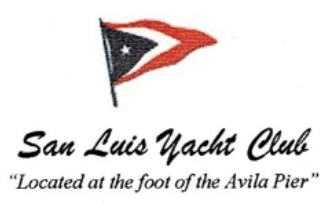 San Luis Yacht Club
"Located at the foot of the Avila Pier"